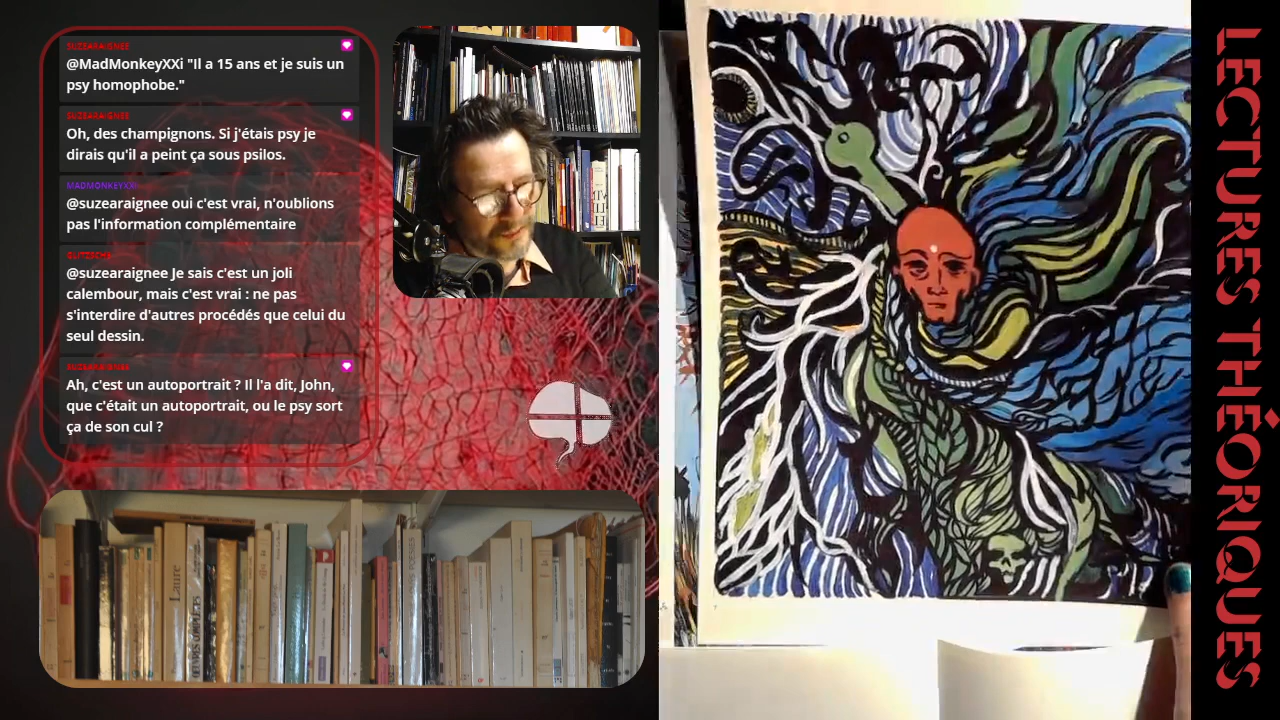 SUZEARAIGNEE
@MadMonkeyXXi "Il a 15 ans et je suis un
psy homophobe."
SUZEARAIGNEE
Oh, des champignons. Si j'étais psy je
dirais qu'il a peint ça sous psilos.
MADMONKEYXXI
@suzearaignee oui c'est vrai, n'oublions
pas l'information complémentaire
@suzearaignee Je sais c'est un joli
calembour, mais c'est vrai : ne pas
s'interdire d'autres procédés que celui du
seul dessin.
SUZEARAIGNEE
Ah, c'est un autoportrait ? Il l'a dit, John,
que c'était un autoportrait, ou le psy sort
ça de son cul ?
Laure
LECTURES THÉORIQUES